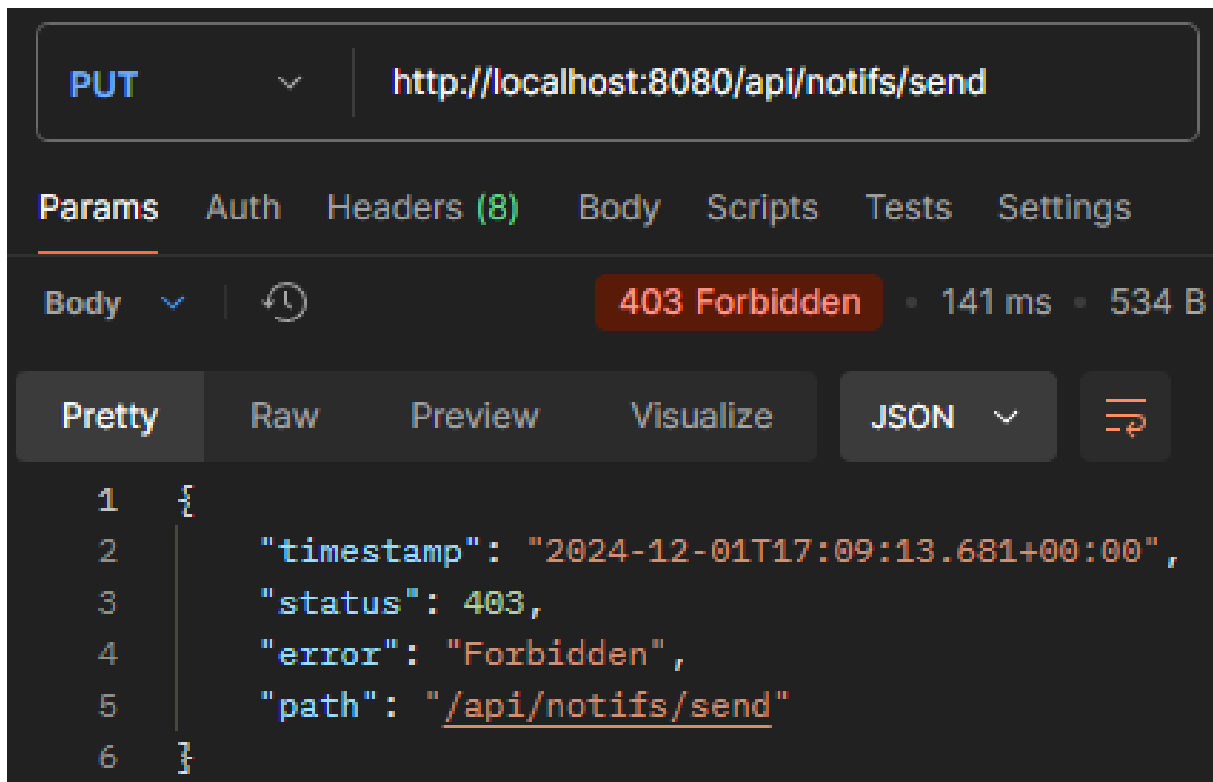 PUT http://localhost:8080/api/notifs/send
Params Auth Headers (8) Body Scripts Tests Settings
Body 403 Forbidden • 141 ms • 534 B
Pretty Raw Preview Visualize JSON
1 {
2 "timestamp": "2024-12-01T17:09:13.681+00:00",
3 "status": 403,
4 "error": "Forbidden",
5 "path": "/api/notifs/send"
6 }